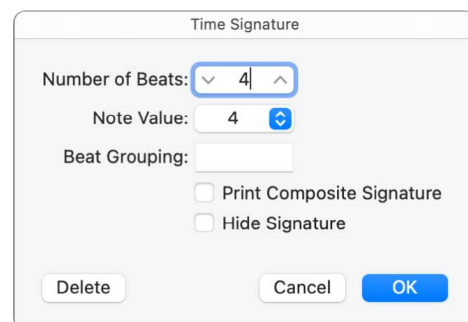 Time Signature
Number of Beats: 4
Note Value: 4
Beat Grouping:
Print Composite Signature
Hide Signature
Delete Cancel OK